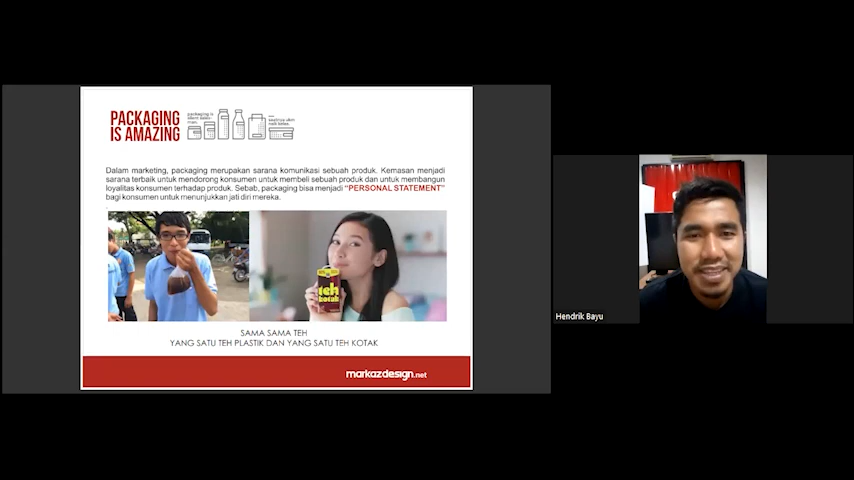 PACKAGING
IS AMAZING
Dalam marketing, packaging merupakan sarana komunikasi sebuah produk. Kemasan menjadi
sarana terbaik untuk mendorong konsumen untuk membeli sebuah produk dan untuk membangun
loyalitas konsumen terhadap produk. Sebab, packaging bisa menjadi "PERSONAL STATEMENT"
bagi konsumen untuk menunjukkan jati diri mereka.
teh
kotak
SAMA SAMA TEH
YANG SATU TEH PLASTIK DAN YANG SATU TEH KOTAK
markazdesign.net
Hendrik Bayu